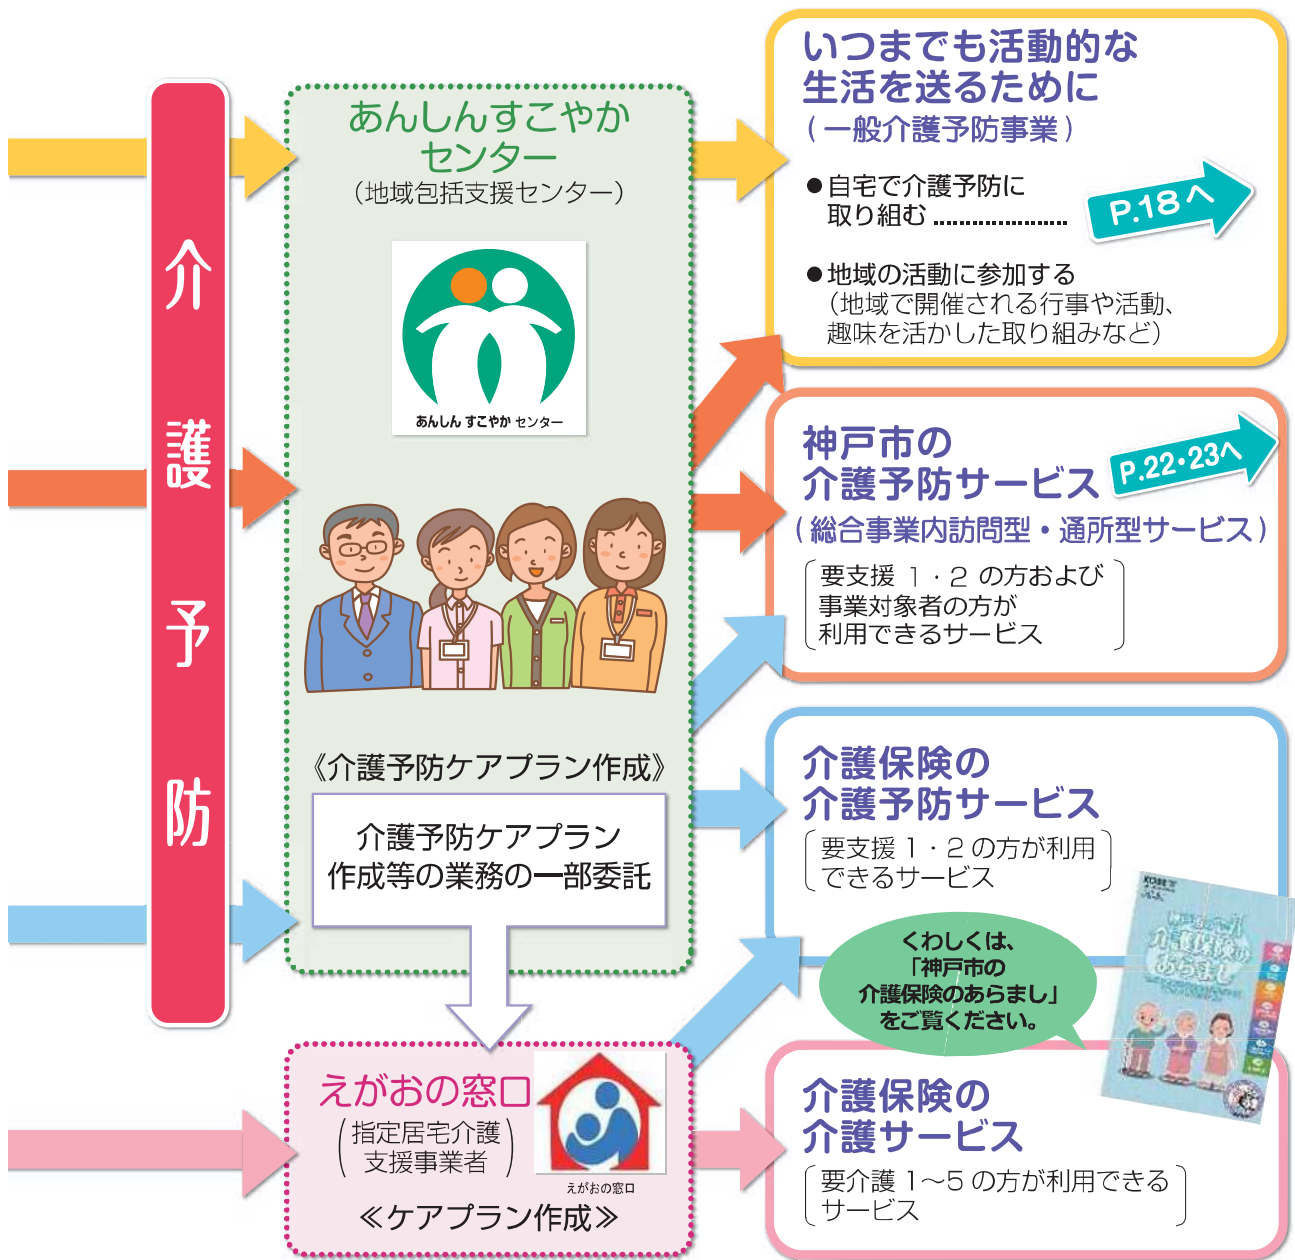 介護予防
あんしんすこやか
センター
（地域包括支援センター）
あんしん すこやか センター
《介護予防ケアプラン作成》
介護予防ケアプラン
作成等の業務の一部委託
えがおの窓口
指定居宅介護
支援事業者
えがおの窓口
≪ケアプラン作成≫
いつまでも活動的な
生活を送るために
(一般介護予防事業)
●自宅で介護予防に
取り組む ....................
P.18へ
●地域の活動に参加する
（地域で開催される行事や活動、
趣味を活かした取り組みなど）
神戸市の
介護予防サービス
P.22・23へ
(総合事業内訪問型・通所型サービス)
要支援 1・2 の方および
事業対象者の方が
利用できるサービス
介護保険の
介護予防サービス
要支援 1・2 の方が利用
できるサービス
くわしくは、
「神戸市の
介護保険のあらまし」
をご覧ください。
KOBE
介護保険の
あらまし
介護保険の
介護サービス
要介護 1～5 の方が利用できる
サービス